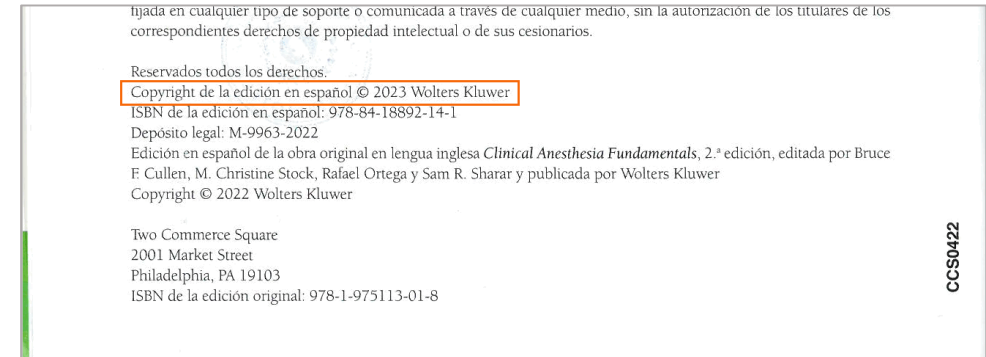 fijada en cualquier tipo de soporte o comunicada a través de cualquier medio, sin la autorización de los titulares de los
correspondientes derechos de propiedad intelectual o de sus cesionarios.
Reservados todos los derechos.
Copyright de la edición en español © 2023 Wolters Kluwer
ISBN de la edición en español: 978-84-18892-14-1
Depósito legal: M-9963-2022
Edición en español de la obra original en lengua inglesa Clinical Anesthesia Fundamentals, 2.ª edición, editada por Bruce
F. Cullen, M. Christine Stock, Rafael Ortega y Sam R. Sharar y publicada por Wolters Kluwer
Copyright © 2022 Wolters Kluwer
Two Commerce Square
2001 Market Street
Philadelphia, PA 19103
ISBN de la edición original: 978-1-975113-01-8
CCS0422